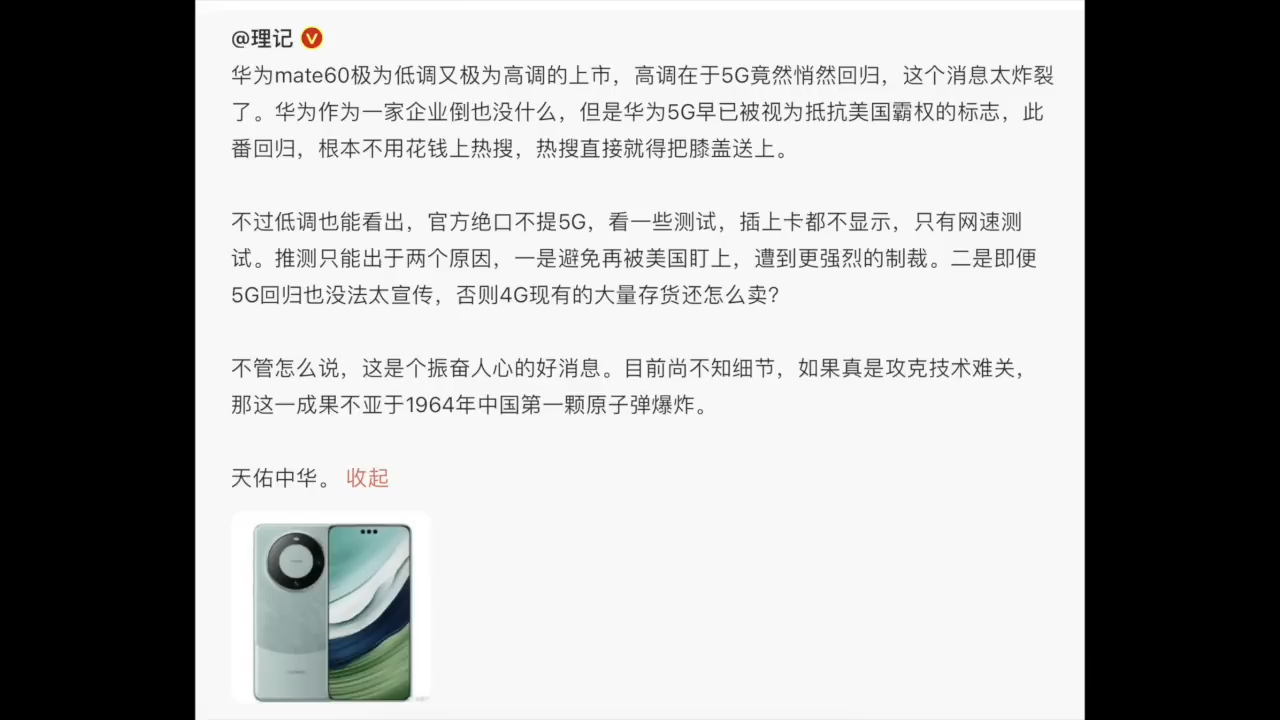 @理记
华为mate60极为低调又极为高调的上市，高调在于5G竟然悄然回归，这个消息太炸裂
了。华为作为一家企业倒也没什么，但是华为5G早已被视为抵抗美国霸权的标志，此
番回归，根本不用花钱上热搜，热搜直接就得把膝盖送上。
不过低调也能看出，官方绝口不提5G，看一些测试，插上卡都不显示，只有网速测
试。推测只能出于两个原因，一是避免再被美国盯上，遭到更强烈的制裁。二是即便
5G回归也没法太宣传，否则4G现有的大量存货还怎么卖?
不管怎么说，这是个振奋人心的好消息。目前尚不知细节，如果真是攻克技术难关，
那这一成果不亚于1964年中国第一颗原子弹爆炸。
天佑中华。 收起